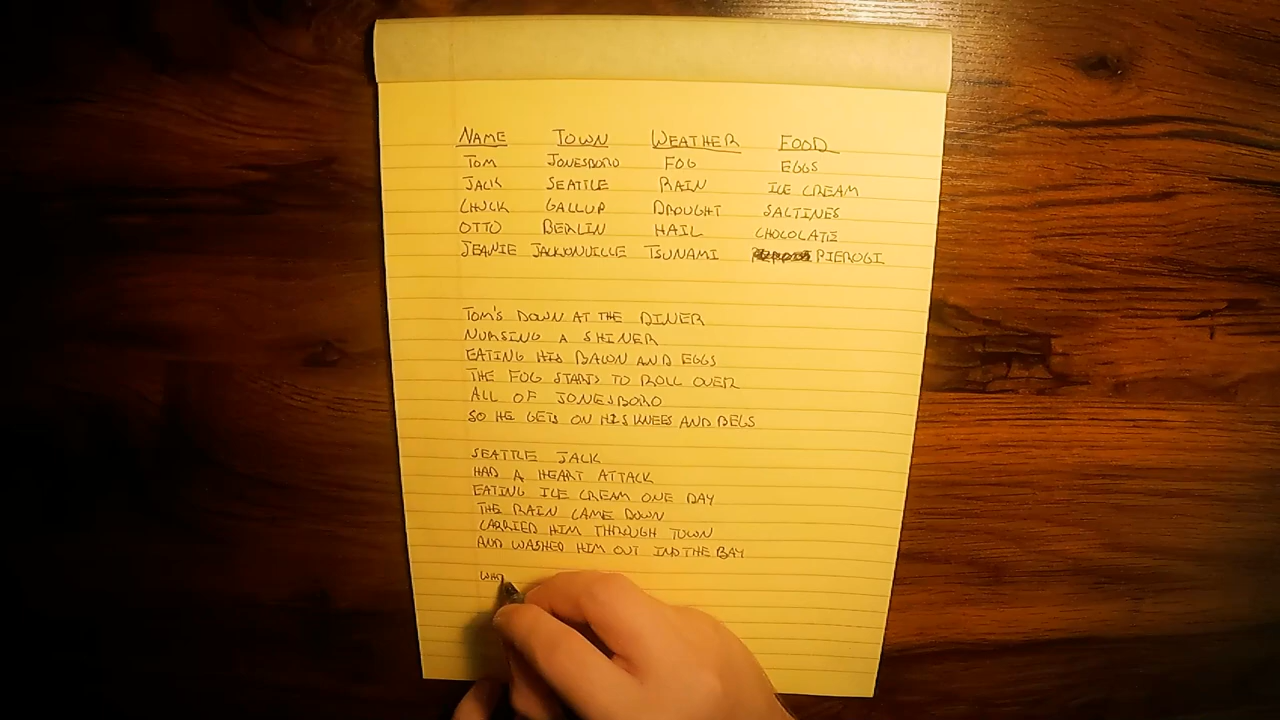 NAME TOWN WEATHER FOOD
TOM JONESBORO FOG EGGS
JACK SEATTLE RAIN ICE CREAM
CHUCK GALLUP DROUGHT SALTINES
OTTO BERLIN HAIL CHOCOLATE
JEANIE JACKSONVILLE TSUNAMI PIEROGI
TOM'S DOWN AT THE DINER
NURSING A SHINER
EATING HIS BACON AND EGGS
THE FOG STARTS TO ROLL OVER
ALL OF JONESBORO
SO HE GETS ON HIS KNEES AND BEGS
SEATTLE JACK
HAD A HEART ATTACK
EATING ICE CREAM ONE DAY
THE RAIN CAME DOWN
CARRIED HIM THROUGH TOWN
AND WASHED HIM OUT INTO THE BAY